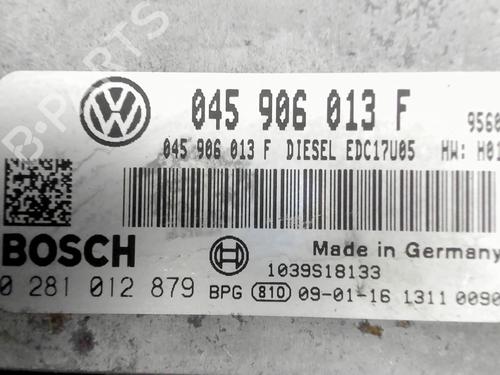 045 906 013 F 9560
045 906 013 F DIESEL EDC17U05 HW: H01
BOSCH
Made in Germany
1039S18133
0 281 012 879 BPG 810 09-01-16 1311 0090
B-PARTS